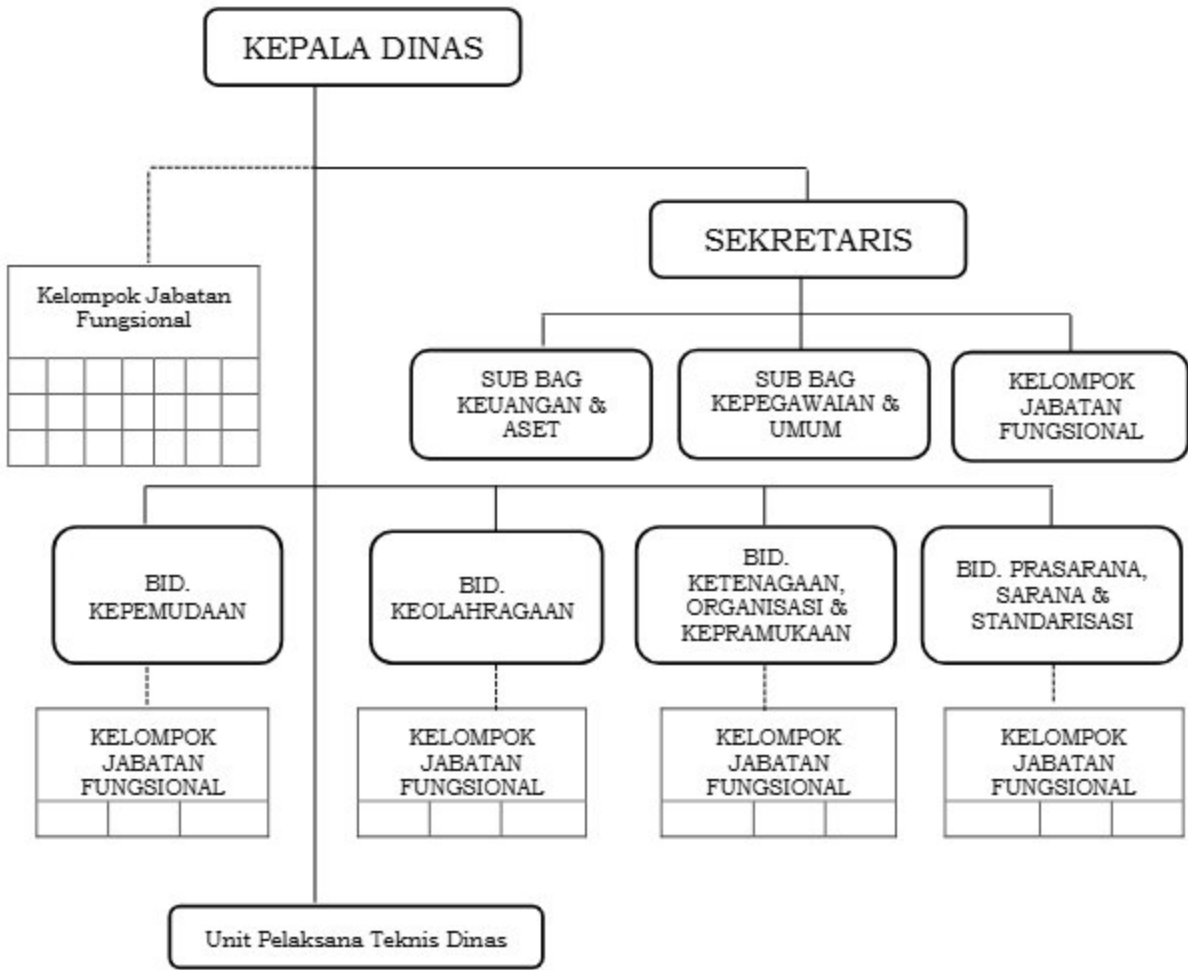 KEPALA DINAS
SEKRETARIS
Kelompok Jabatan
Fungsional
SUB BAG
KEUANGAN &
ASET
SUB BAG
KEPEGAWAIAN &
UMUM
KELOMPOK
JABATAN
FUNGSIONAL
BID.
KEPEMUDAAN
BID.
KEOLAHRAGAAN
BID.
KETENAGAAN,
ORGANISASI &
KEPRAMUKAAN
BID. PRASARANA,
SARANA &
STANDARISASI
KELOMPOK
JABATAN
FUNGSIONAL
KELOMPOK
JABATAN
FUNGSIONAL
KELOMPOK
JABATAN
FUNGSIONAL
KELOMPOK
JABATAN
FUNGSIONAL
Unit Pelaksana Teknis Dinas